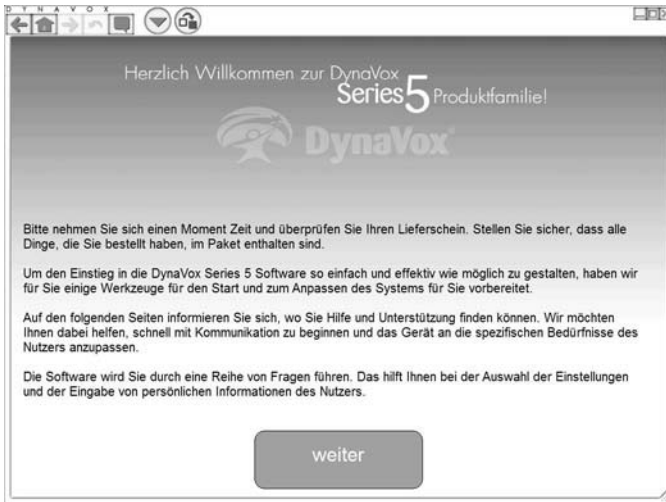 DYNAVOX
Herzlich Willkommen zur DynaVox
Series5 Produktfamilie!
DynaVox
Bitte nehmen Sie sich einen Moment Zeit und überprüfen Sie Ihren Lieferschein. Stellen Sie sicher, dass alle
Dinge, die Sie bestellt haben, im Paket enthalten sind.
Um den Einstieg in die DynaVox Series 5 Software so einfach und effektiv wie möglich zu gestalten, haben wir
für Sie einige Werkzeuge für den Start und zum Anpassen des Systems für Sie vorbereitet.
Auf den folgenden Seiten informieren Sie sich, wo Sie Hilfe und Unterstützung finden können. Wir möchten
Ihnen dabei helfen, schnell mit Kommunikation zu beginnen und das Gerät an die spezifischen Bedürfnisse des
Nutzers anzupassen.
Die Software wird Sie durch eine Reihe von Fragen führen. Das hilft Ihnen bei der Auswahl der Einstellungen
und der Eingabe von persönlichen Informationen des Nutzers.
weiter